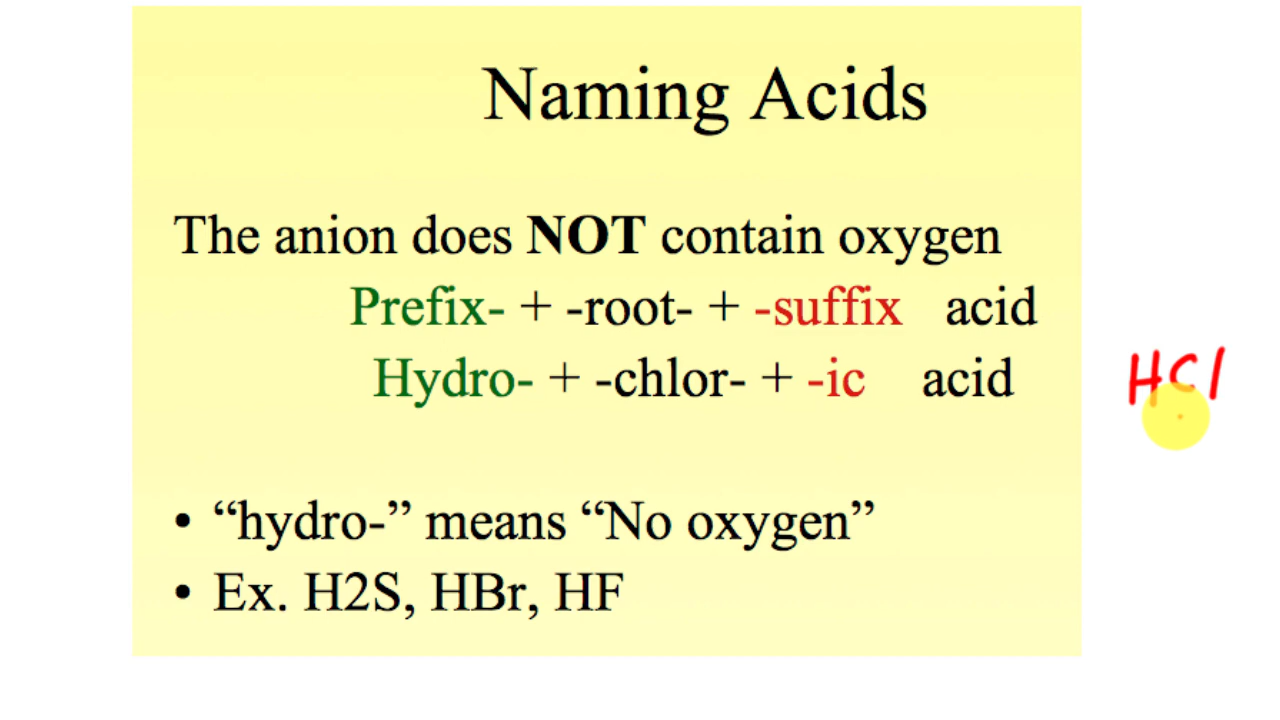 Naming Acids
The anion does NOT contain oxygen
Prefix- + -root- + -suffix acid
Hydro- + -chlor- + -ic acid
HCl
• “hydro-” means “No oxygen”
• Ex. H2S, HBr, HF